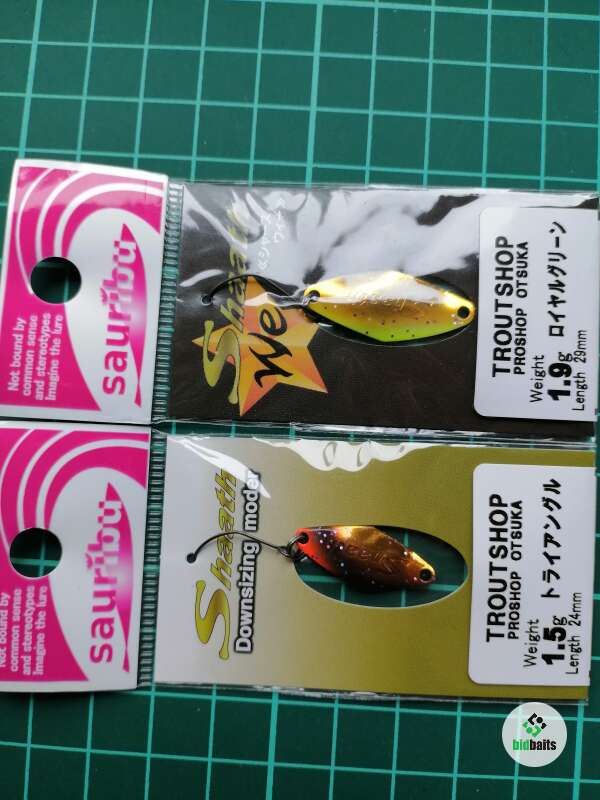 Not bound by
common sense
and stereotypes
Imagine the lure
sauribu
Shaath
We
TROUTSHOP
PROSHOP OTSUKA
Weight
1.9g ロイヤルグリーン
Length 29mm
Not bound by
common sense
and stereotypes
Imagine the lure
sauribu
Shaath
Downsizing moder
TROUTSHOP
PROSHOP OTSUKA
Weight
1.5g トライアングル
Length 24mm
bidbaits